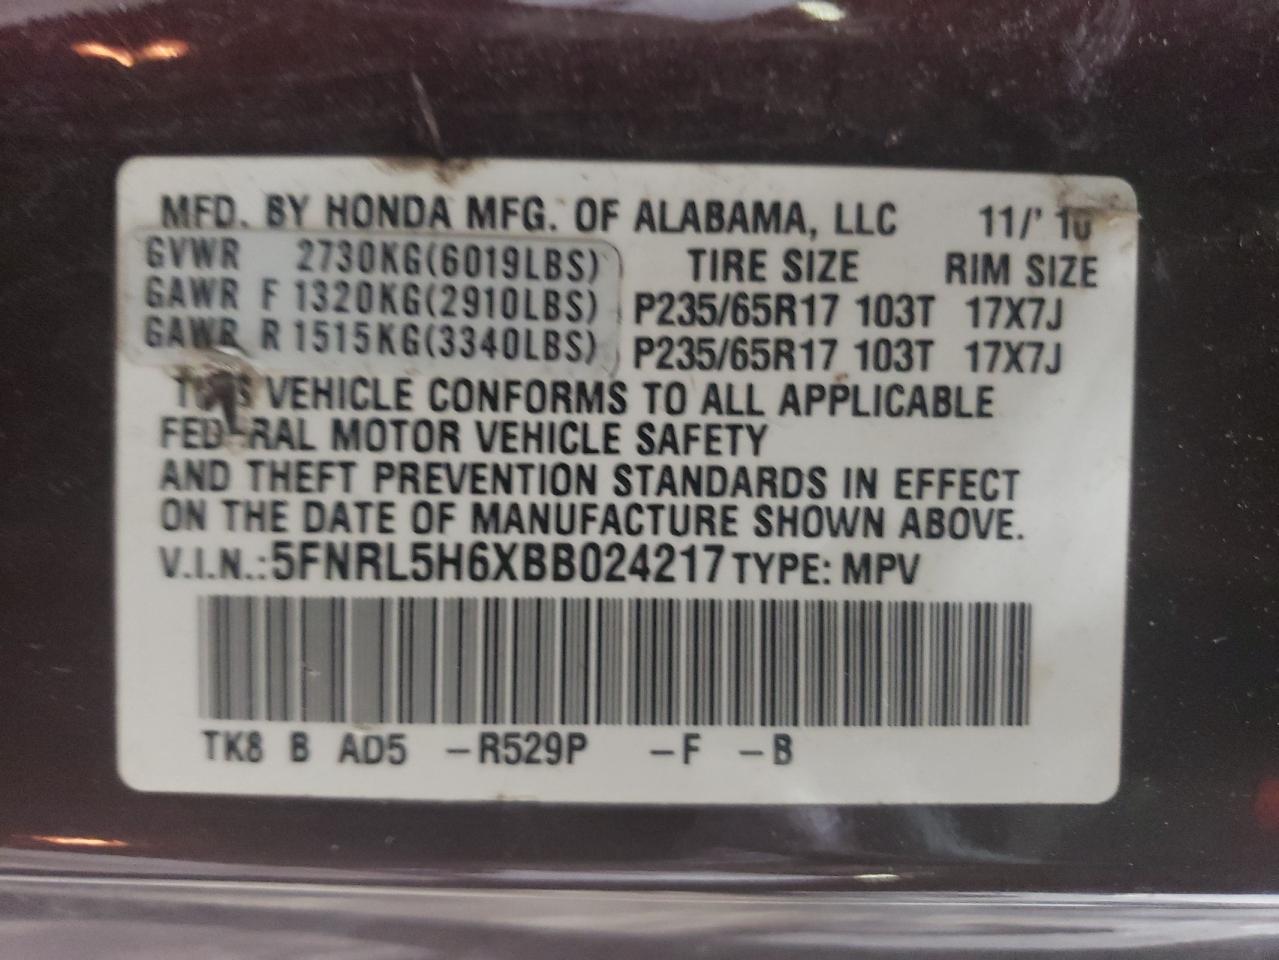 MFD. BY HONDA MFG. OF ALABAMA, LLC 11/' 10
GVWR 2730KG(6019LBS) TIRE SIZE RIM SIZE
GAWR F 1320KG(2910LBS) P235/65R17 103T 17X7J
GAWR R 1515KG(3340LBS) P235/65R17 103T 17X7J
THIS VEHICLE CONFORMS TO ALL APPLICABLE
FEDERAL MOTOR VEHICLE SAFETY
AND THEFT PREVENTION STANDARDS IN EFFECT
ON THE DATE OF MANUFACTURE SHOWN ABOVE.
V.I.N.:5FNRL5H6XBB024217 TYPE: MPV
TK8 B AD5 -R529P -F -B